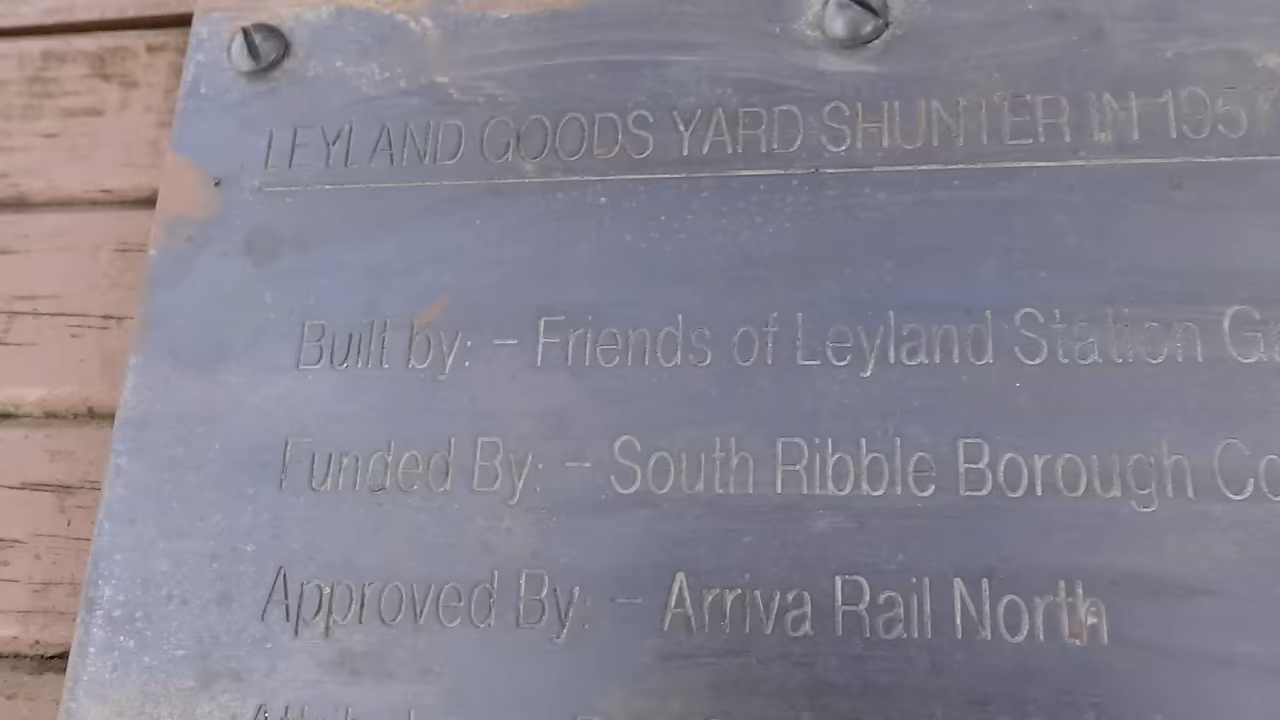 LEYLAND GOODS YARD SHUNTER IN 1951
Built by: - Friends of Leyland Station
Funded By: - South Ribble Borough
Approved By: - Arriva Rail North